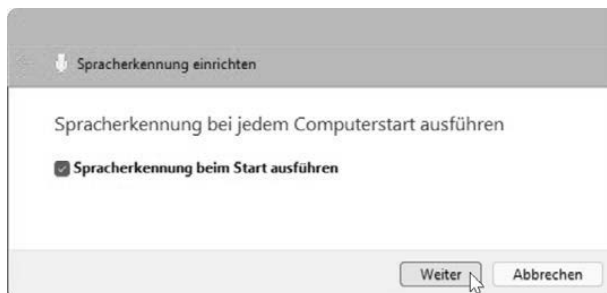 Spracherkennung einrichten
Spracherkennung bei jedem Computerstart ausführen
Spracherkennung beim Start ausführen
Weiter Abbrechen